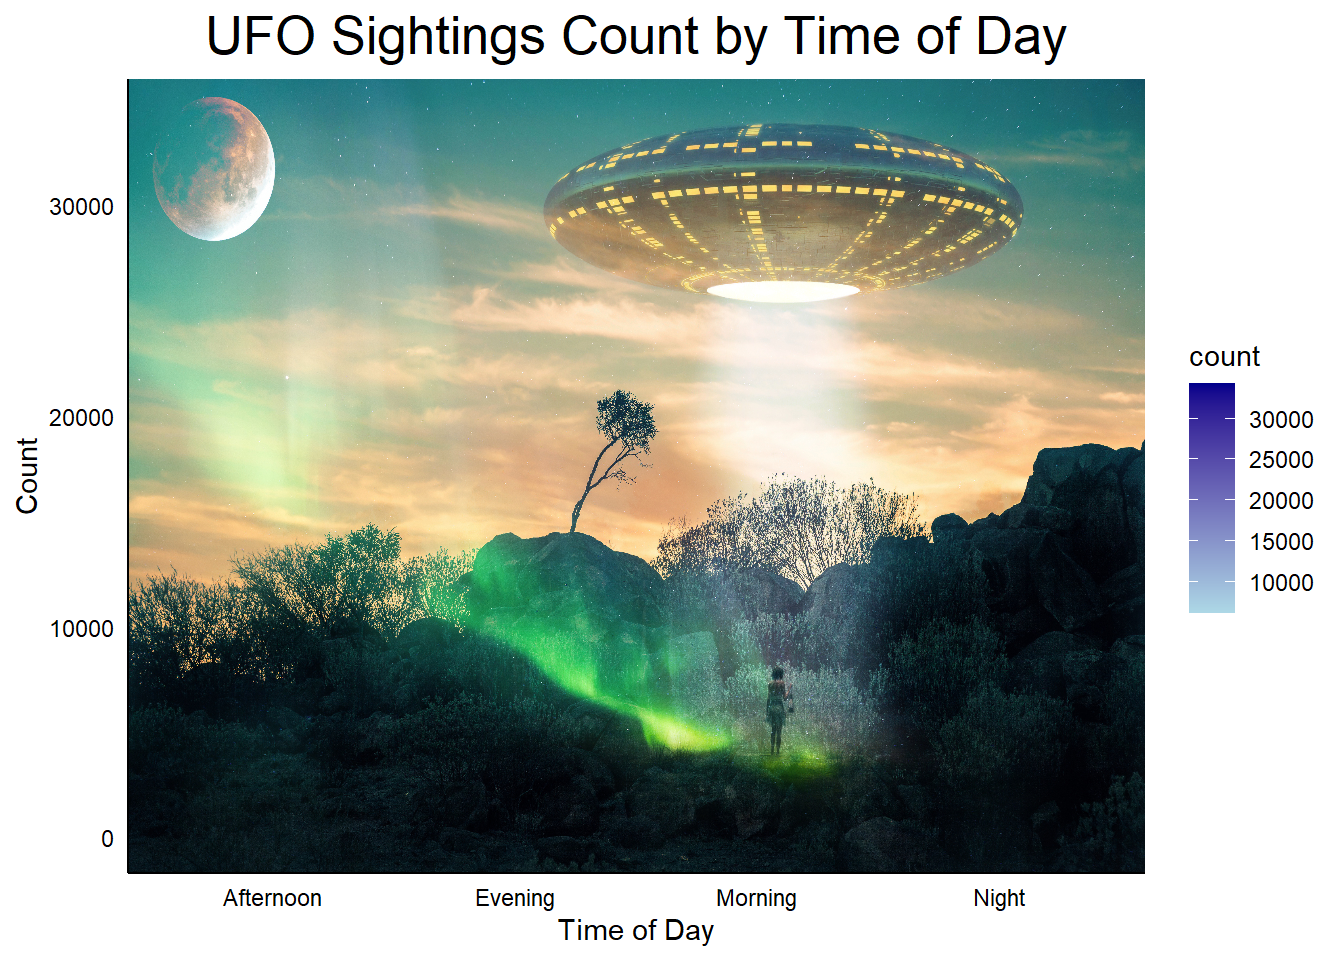 UFO Sightings Count by Time of Day
Count
30000
20000
10000
0
Afternoon Evening Morning Night
Time of Day
count
30000
25000
20000
15000
10000